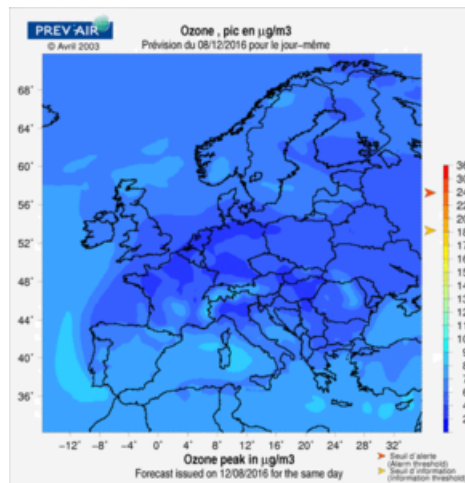 PREV'AIR
© Avril 2003
Ozone , pic en µg/m3
Prévision du 08/12/2016 pour le jour-même
68°
64°
60°
56°
52°
48°
44°
40°
36°
-12° -8° -4° 0° 4° 8° 12° 16° 20° 24° 28° 32°
Ozone peak in µg/m3
Forecast issued on 12/08/2016 for the same day
Seuil d'alerte
(Alarm threshold)
Seuil d'information
(Information threshold)